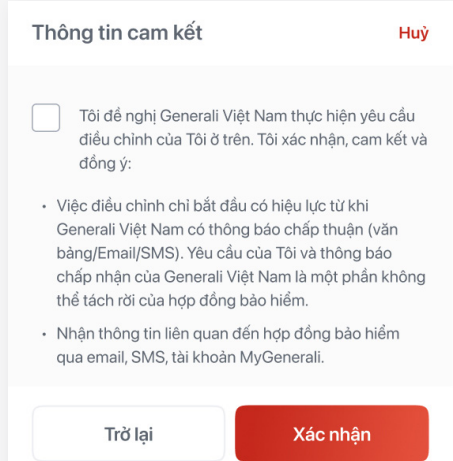 Thông tin cam kết
Huỷ
Tôi đề nghị Generali Việt Nam thực hiện yêu cầu
điều chỉnh của Tôi ở trên. Tôi xác nhận, cam kết và
đồng ý:
• Việc điều chỉnh chỉ bắt đầu có hiệu lực từ khi
Generali Việt Nam có thông báo chấp thuận (văn
bảng/Email/SMS). Yêu cầu của Tôi và thông báo
chấp nhận của Generali Việt Nam là một phần không
thể tách rời của hợp đồng bảo hiểm.
• Nhận thông tin liên quan đến hợp đồng bảo hiểm
qua email, SMS, tài khoản MyGenerali.
Trở lại
Xác nhận